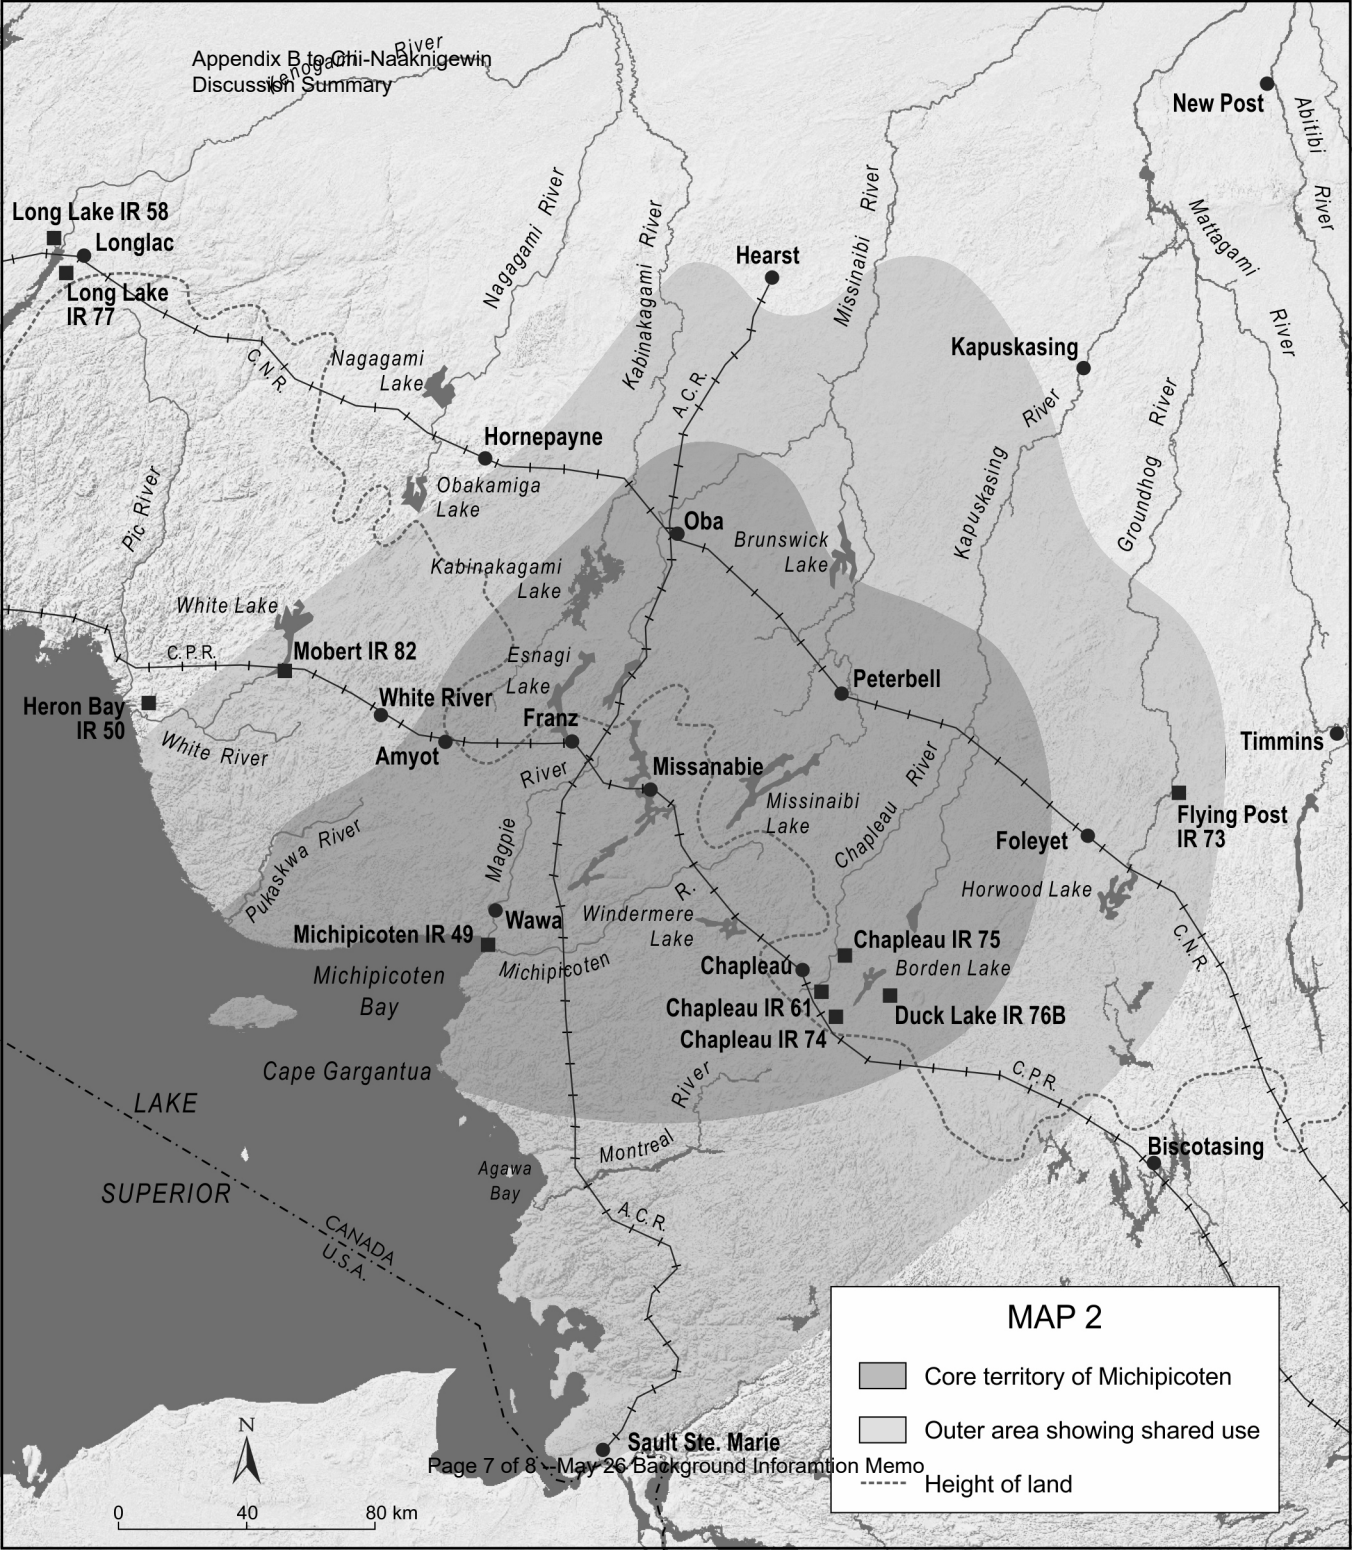 Appendix B to Chi-Naaknigewin
Discussion Summary
Kenogami River
New Post
Abitibi River
Long Lake IR 58
Longlac
Long Lake
IR 77
Nagagami River
Kabinakagami River
Missinaibi River
Mattagami River
Hearst
Kapuskasing
C.N.R.
Nagagami
Lake
A.C.R.
Kapuskasing River
Groundhog River
Hornepayne
Obakamiga
Lake
Pic River
Oba
Brunswick
Lake
Kabinakagami
Lake
White Lake
C.P.R.
Mobert IR 82
Esnagi
Lake
Peterbell
Heron Bay
IR 50
White River
White River
Franz
Amyot
Timmins
River
Missanabie
Missinaibi
Lake
Chapleau River
Flying Post
IR 73
Foleyet
Pukaskwa River
Magpie
R.
Horwood Lake
Wawa
Windermere
Lake
Michipicoten IR 49
Michipicoten
Chapleau IR 75
C.N.R.
Chapleau
Borden Lake
Michipicoten
Bay
Chapleau IR 61
Duck Lake IR 76B
Chapleau IR 74
Cape Gargantua
River
C.P.R.
LAKE
Montreal
Biscotasing
Agawa
Bay
SUPERIOR
CANADA
U.S.A.
A.C.R.
MAP 2
Core territory of Michipicoten
Outer area showing shared use
Height of land
N
Sault Ste. Marie
Page 7 of 8 --May 26 Background Inforamtion Memo
0 40 80 km